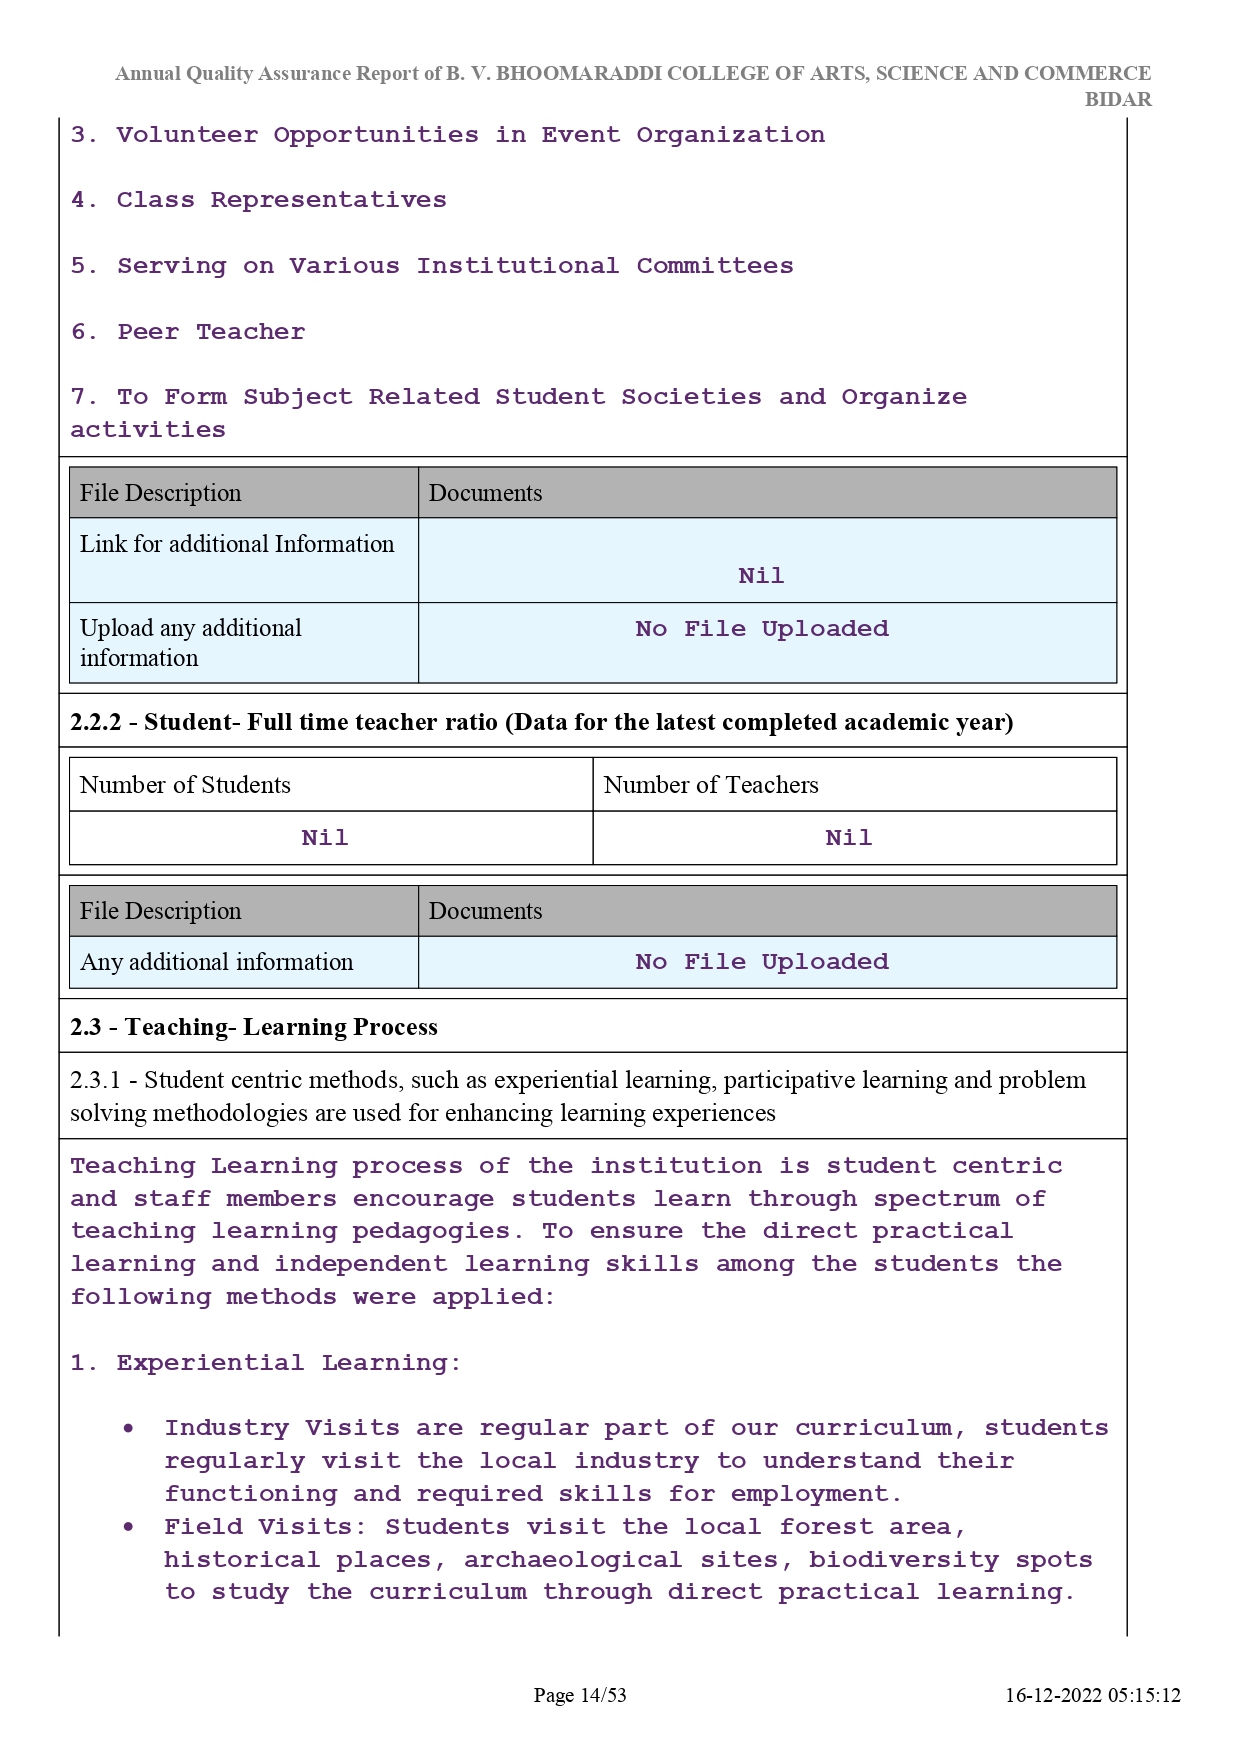 Annual Quality Assurance Report of B. V. BHOOMARADDI COLLEGE OF ARTS, SCIENCE AND COMMERCE
BIDAR
3. Volunteer Opportunities in Event Organization
4. Class Representatives
5. Serving on Various Institutional Committees
6. Peer Teacher
7. To Form Subject Related Student Societies and Organize
activities
File Description Documents
Link for additional Information
Nil
Upload any additional No File Uploaded
information
2.2.2 - Student- Full time teacher ratio (Data for the latest completed academic year)
Number of Students Number of Teachers
Nil Nil
File Description Documents
Any additional information No File Uploaded
2.3 - Teaching- Learning Process
2.3.1 - Student centric methods, such as experiential learning, participative learning and problem
solving methodologies are used for enhancing learning experiences
Teaching Learning process of the institution is student centric
and staff members encourage students learn through spectrum of
teaching learning pedagogies. To ensure the direct practical
learning and independent learning skills among the students the
following methods were applied:
1. Experiential Learning:
• Industry Visits are regular part of our curriculum, students
regularly visit the local industry to understand their
functioning and required skills for employment.
• Field Visits: Students visit the local forest area,
historical places, archaeological sites, biodiversity spots
to study the curriculum through direct practical learning.
Page 14/53 16-12-2022 05:15:12